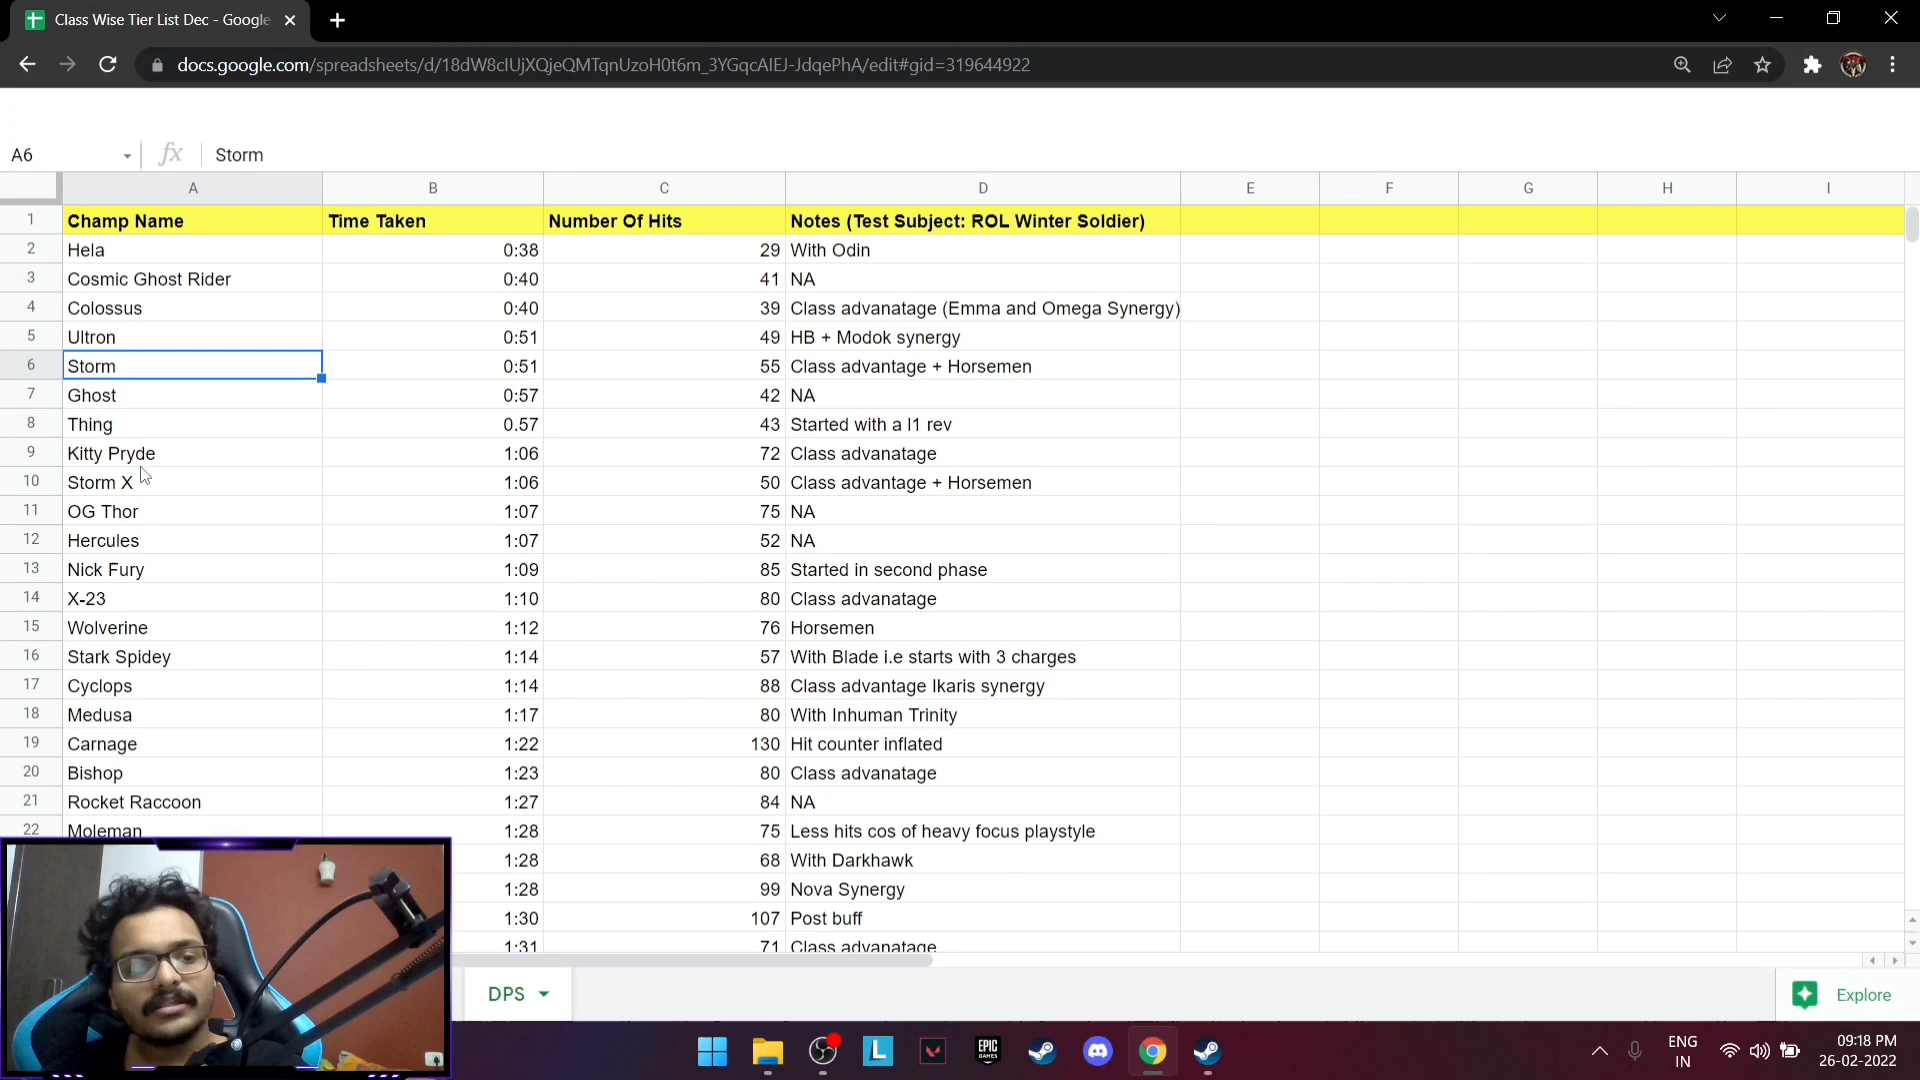 Class Wise Tier List Dec - Google
docs.google.com/spreadsheets/d/18dW8cIUjXQjeQMTqnUzoH0t6m_3YGqcAIEJ-JdqePhA/edit#gid=319644922
A6 fx Storm
A B C D E F G H I
1 Champ Name Time Taken Number Of Hits Notes (Test Subject: ROL Winter Soldier)
2 Hela 0:38 29 With Odin
3 Cosmic Ghost Rider 0:40 41 NA
4 Colossus 0:40 39 Class advanatage (Emma and Omega Synergy)
5 Ultron 0:51 49 HB + Modok synergy
6 Storm 0:51 55 Class advantage + Horsemen
7 Ghost 0:57 42 NA
8 Thing 0.57 43 Started with a l1 rev
9 Kitty Pryde 1:06 72 Class advanatage
10 Storm X 1:06 50 Class advantage + Horsemen
11 OG Thor 1:07 75 NA
12 Hercules 1:07 52 NA
13 Nick Fury 1:09 85 Started in second phase
14 X-23 1:10 80 Class advanatage
15 Wolverine 1:12 76 Horsemen
16 Stark Spidey 1:14 57 With Blade i.e starts with 3 charges
17 Cyclops 1:14 88 Class advantage Ikaris synergy
18 Medusa 1:17 80 With Inhuman Trinity
19 Carnage 1:22 130 Hit counter inflated
20 Bishop 1:23 80 Class advanatage
21 Rocket Raccoon 1:27 84 NA
22 Moleman 1:28 75 Less hits cos of heavy focus playstyle
1:28 68 With Darkhawk
1:28 99 Nova Synergy
1:30 107 Post buff
1:31 71 Class advanatage
DPS Explore
L EPIC GAMES ENG IN 09:18 PM
26-02-2022